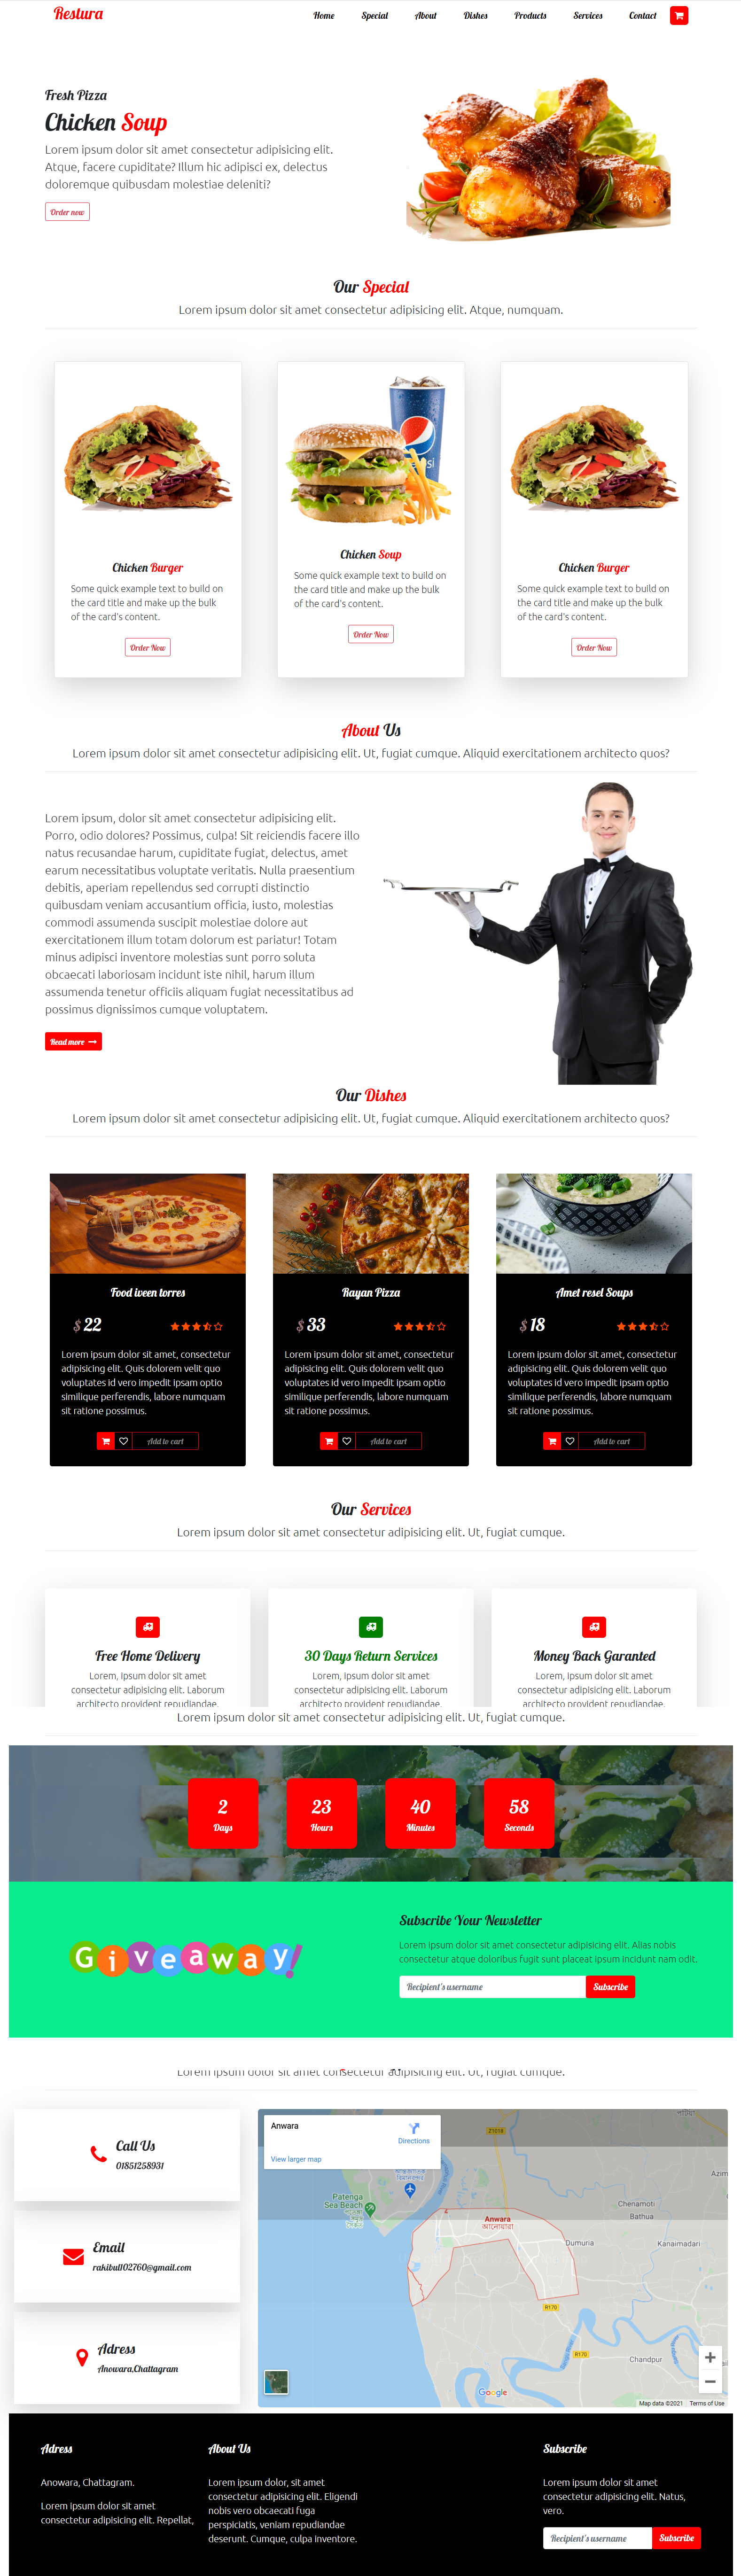 Restura
Home Special About Dishes Products Services Contact
Fresh Pizza
Chicken Soup
Lorem ipsum dolor sit amet consectetur adipisicing elit.
Atque, facere cupiditate? Illum hic adipisci ex, delectus
doloremque quibusdam molestiae deleniti?
Order now
Our Special
Lorem ipsum dolor sit amet consectetur adipisicing elit. Atque, numquam.
Chicken Burger
Some quick example text to build on
the card title and make up the bulk
of the card's content.
Order Now
pepsi
Chicken Soup
Some quick example text to build on
the card title and make up the bulk
of the card's content.
Order Now
Chicken Burger
Some quick example text to build on
the card title and make up the bulk
of the card's content.
Order Now
About Us
Lorem ipsum dolor sit amet consectetur adipisicing elit. Ut, fugiat cumque. Aliquid exercitationem architecto quos?
Lorem ipsum, dolor sit amet consectetur adipisicing elit.
Porro, odio dolores? Possimus, culpa! Sit reiciendis facere illo
natus recusandae harum, cupiditate fugiat, delectus, amet
earum necessitatibus voluptate veritatis. Nulla praesentium
debitis, aperiam repellendus sed corrupti distinctio
quibusdam veniam accusantium officia, iusto, molestias
commodi assumenda suscipit molestiae dolore aut
exercitationem illum totam dolorum est pariatur! Totam
minus adipisci inventore molestias sunt porro soluta
obcaecati laboriosam incidunt iste nihil, harum illum
assumenda tenetur officiis aliquam fugiat necessitatibus ad
possimus dignissimos cumque voluptatem.
Read more
Our Dishes
Lorem ipsum dolor sit amet consectetur adipisicing elit. Ut, fugiat cumque. Aliquid exercitationem architecto quos?
Food iveen torres
$ 22
Lorem ipsum dolor sit amet, consectetur
adipisicing elit. Quis dolorem velit quo
voluptates id vero impedit ipsam optio
similique perferendis, labore numquam
sit ratione possimus.
Add to cart
Rayan Pizza
$ 33
Lorem ipsum dolor sit amet, consectetur
adipisicing elit. Quis dolorem velit quo
voluptates id vero impedit ipsam optio
similique perferendis, labore numquam
sit ratione possimus.
Add to cart
Amet resel Soups
$ 18
Lorem ipsum dolor sit amet, consectetur
adipisicing elit. Quis dolorem velit quo
voluptates id vero impedit ipsam optio
similique perferendis, labore numquam
sit ratione possimus.
Add to cart
Our Services
Lorem ipsum dolor sit amet consectetur adipisicing elit. Ut, fugiat cumque.
Free Home Delivery
Lorem, ipsum dolor sit amet
consectetur adipisicing elit. Laborum
architecto provident repudiandae,
30 Days Return Services
Lorem, ipsum dolor sit amet
consectetur adipisicing elit. Laborum
architecto provident repudiandae,
Money Back Garanted
Lorem, ipsum dolor sit amet
consectetur adipisicing elit. Laborum
architecto provident repudiandae,
Lorem ipsum dolor sit amet consectetur adipisicing elit. Ut, fugiat cumque.
2 23 40 58
Days Hours Minutes Seconds
Giveaway!
Subscribe Your Newsletter
Lorem ipsum dolor sit amet consectetur adipisicing elit. Alias nobis
consectetur atque doloribus fugit sunt placeat ipsum incidunt nam odit.
Recipient's username Subscribe
Lorem ipsum dolor sit amet consectetur adipisicing elit. Ut, fugiat cumque.
Call Us
01851258931
Email
rakibul102760@gmail.com
Adress
Anowara,Chattagram
Anwara
Directions
View larger map
Z1018
Azim
Patenga
Sea Beach
Chenamoti
Bathua
Anwara
আনোয়ারা
Dumuria
Kanaimadari
R170
R170
Chandpur
Google
Map data ©2021 Terms of Use
Adress
Anowara, Chattagram.
Lorem ipsum dolor sit amet
consectetur adipisicing elit. Repellat,
About Us
Lorem ipsum dolor, sit amet
consectetur adipisicing elit. Eligendi
nobis vero obcaecati fuga
perspiciatis, veniam repudiandae
deserunt. Cumque, culpa inventore.
Subscribe
Lorem ipsum dolor sit amet
consectetur adipisicing elit. Natus,
vero.
Recipient's username Subscribe